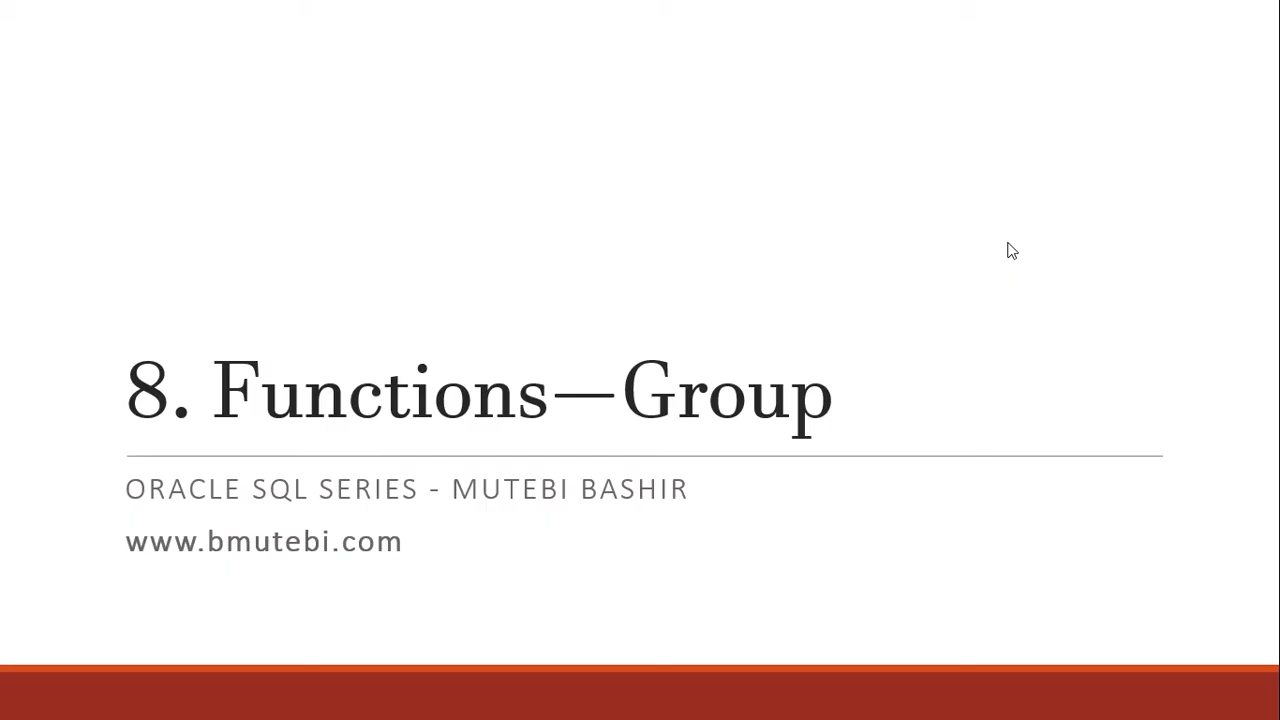 8. Functions—Group
ORACLE SQL SERIES - MUTEBI BASHIR
www.bmutebi.com